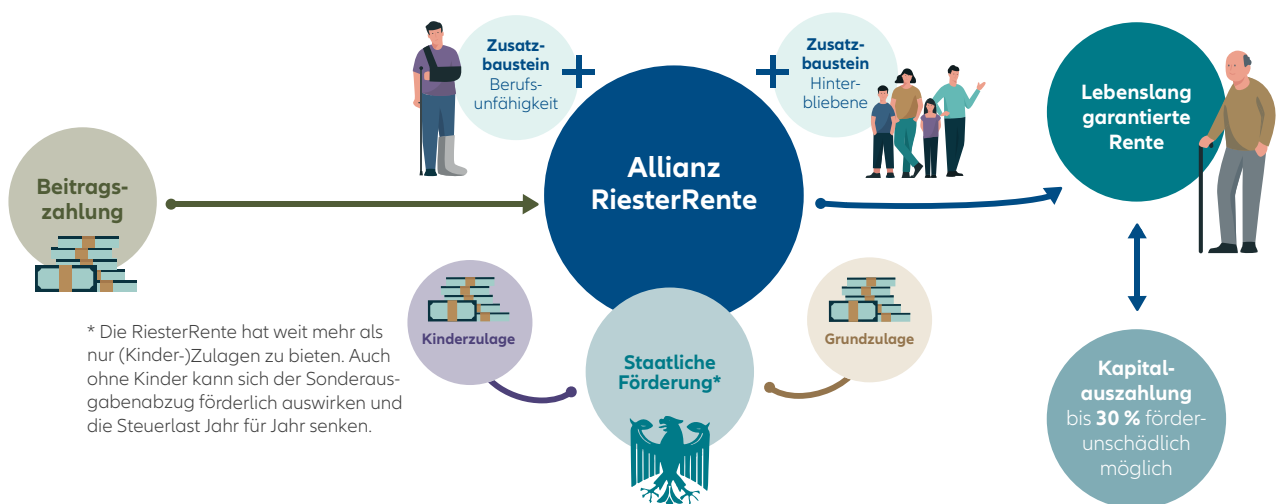 Zusatz-
baustein
Berufs-
unfähigkeit
Zusatz-
baustein
Hinter-
bliebene
Lebenslang
garantierte
Rente
Allianz
RiesterRente
Beitrags-
zahlung
* Die RiesterRente hat weit mehr als
nur (Kinder-)Zulagen zu bieten. Auch
ohne Kinder kann sich der Sonderaus-
gabenabzug förderlich auswirken und
die Steuerlast Jahr für Jahr senken.
Kinderzulage
Staatliche
Förderung*
Grundzulage
Kapital-
auszahlung
bis 30 % förder-
unschädlich
möglich